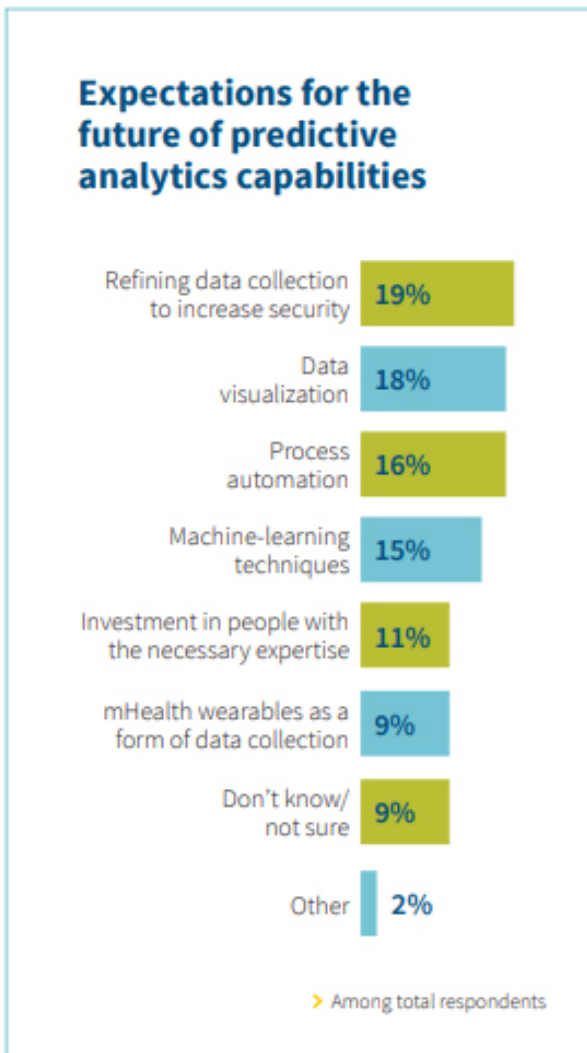 Expectations for the
future of predictive
analytics capabilities
Refining data collection
to increase security
19%
Data
visualization
18%
Process
automation
16%
Machine-learning
techniques
15%
Investment in people with
the necessary expertise
11%
mHealth wearables as a
form of data collection
9%
Don't know/
not sure
9%
Other
2%
> Among total respondents